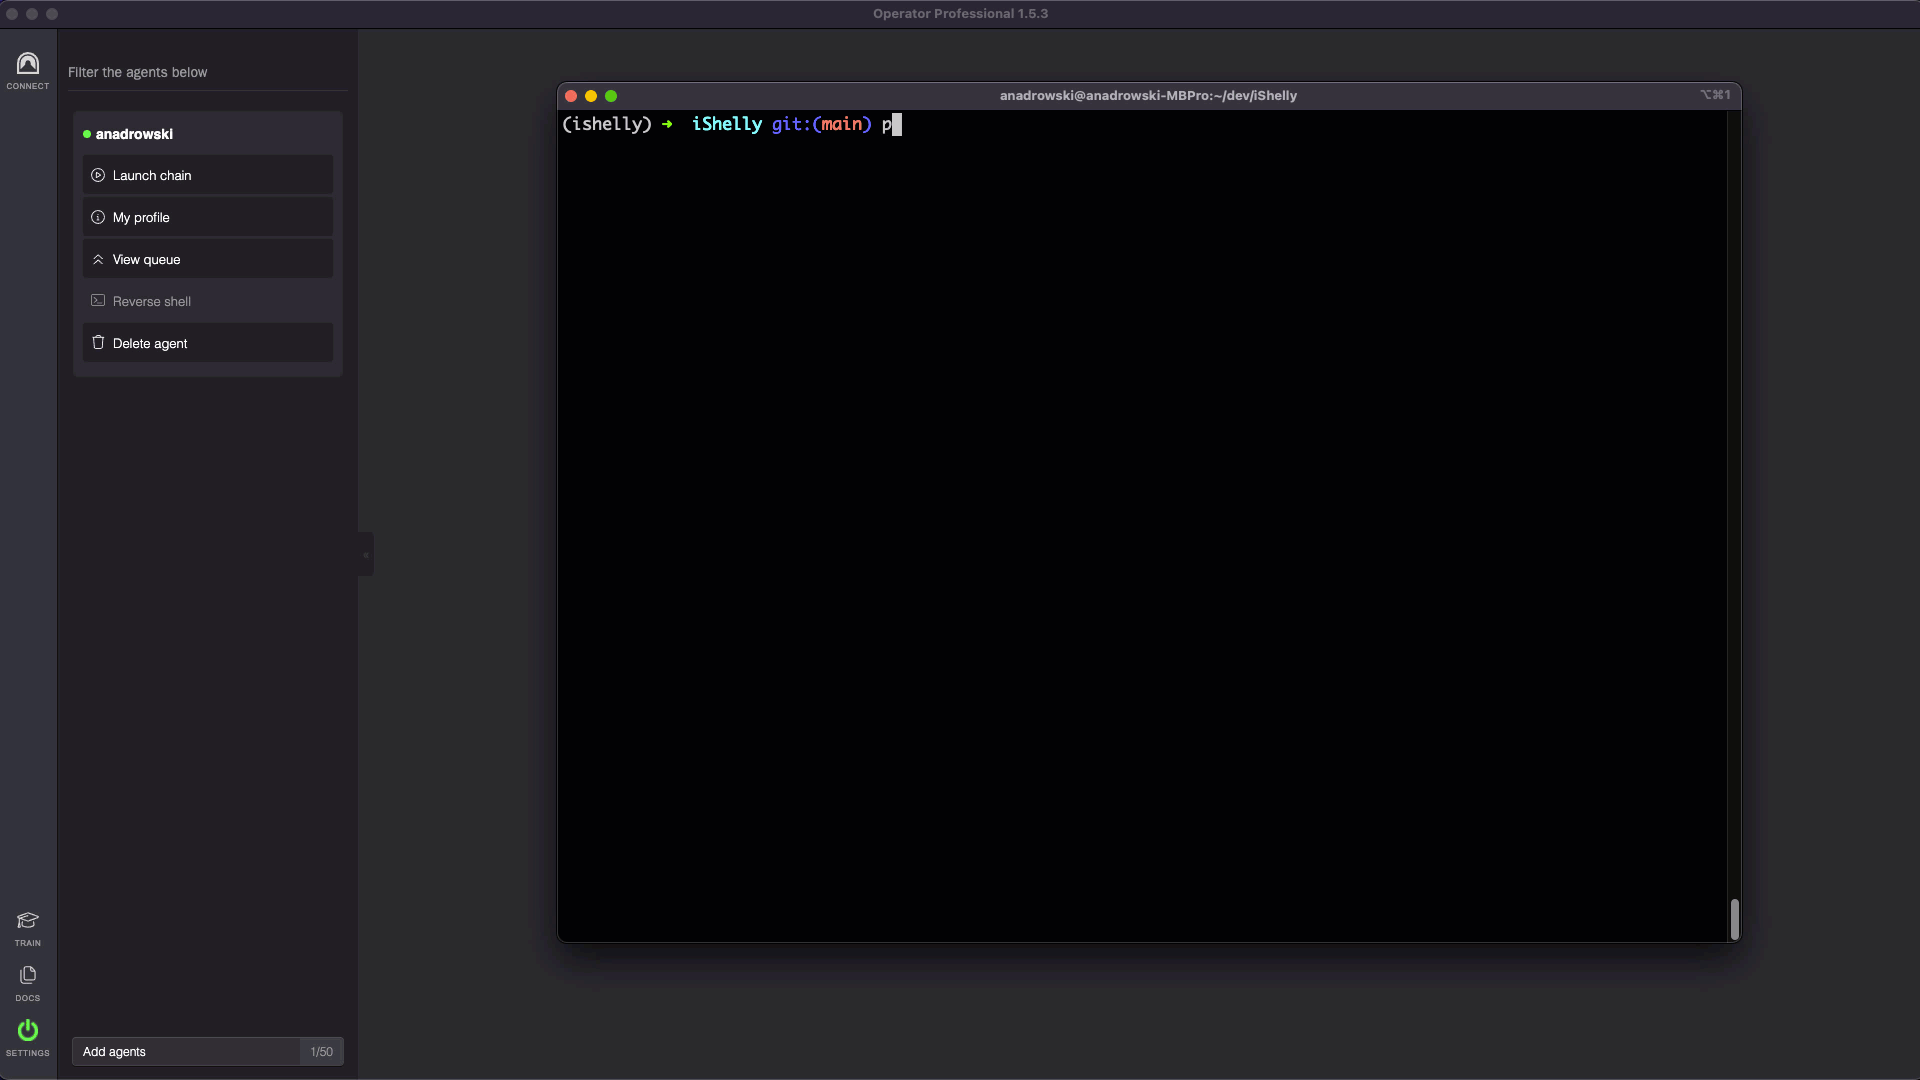 Operator Professional 1.5.3
CONNECT
Filter the agents below
anadrowski
Launch chain
My profile
View queue
Reverse shell
Delete agent
TRAIN
DOCS
SETTINGS
Add agents 1/50
anadrowski@anadrowski-MBPro:~/dev/iShelly ⌥⌘1
(ishelly) ➜ iShelly git:(main) p